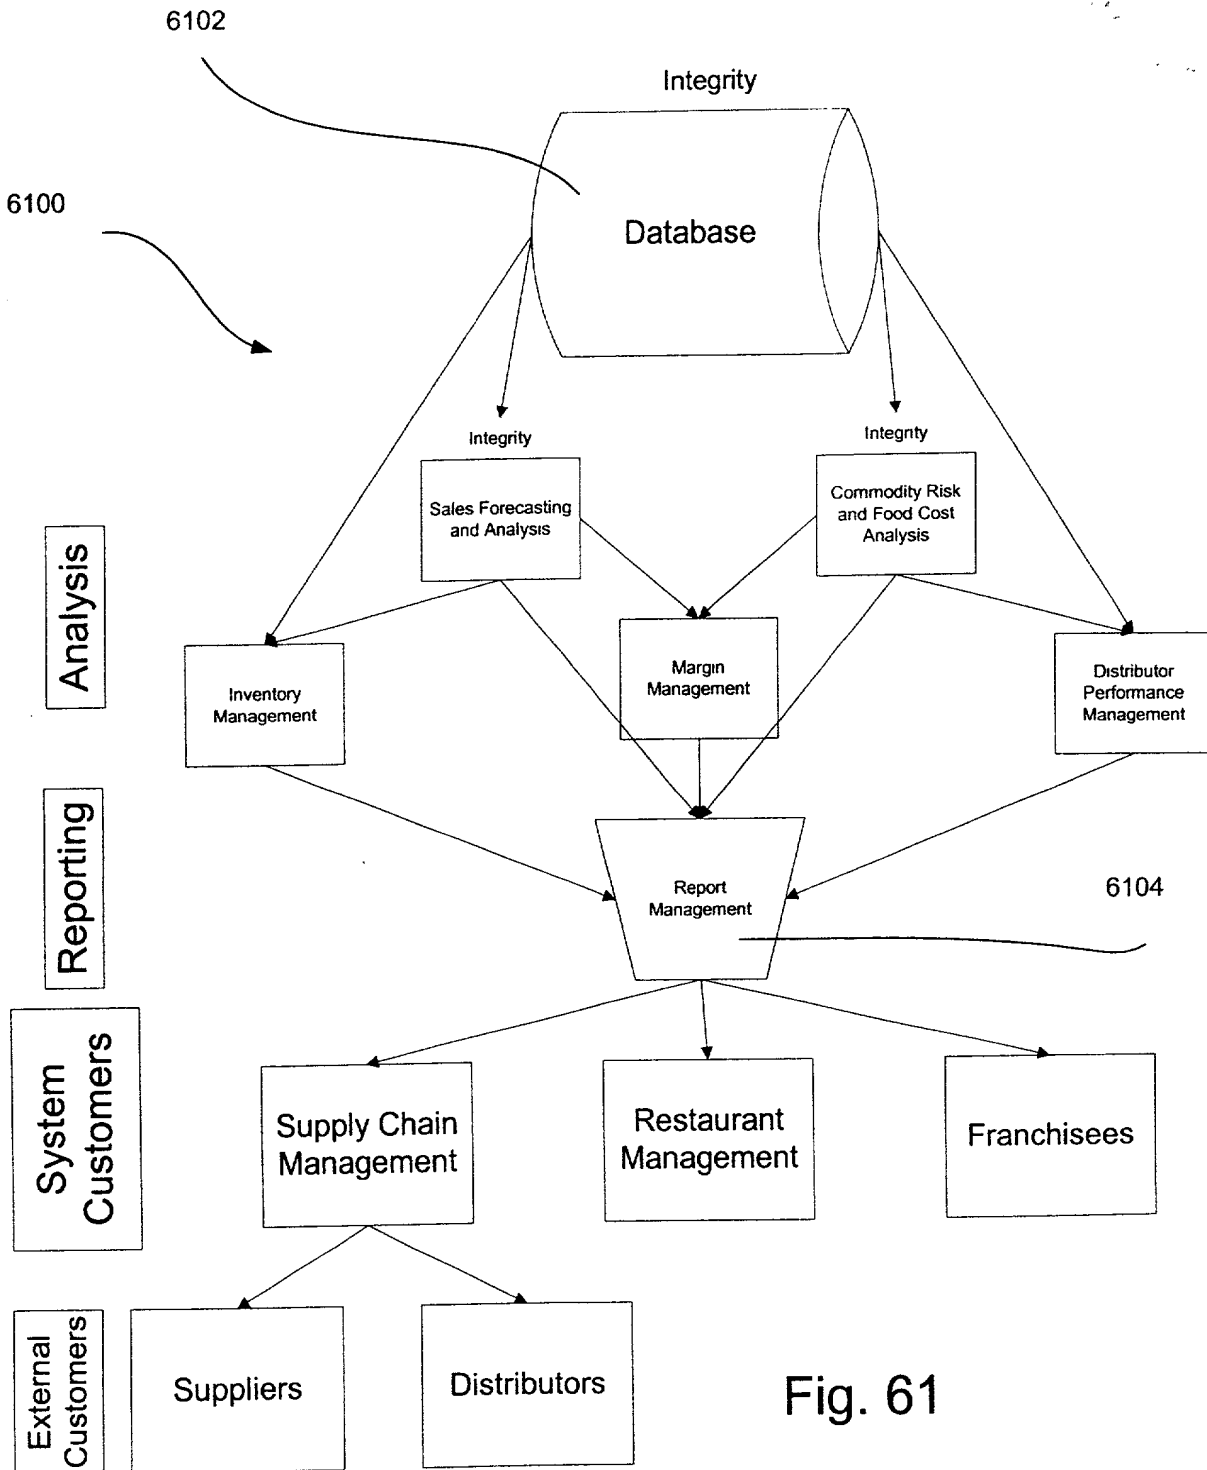 6102
Integrity
6100
Database
Integrity
Integrity
Sales Forecasting
and Analysis
Commodity Risk
and Food Cost
Analysis
Analysis
Inventory
Management
Margin
Management
Distributor
Performance
Management
Reporting
Report
Management
6104
System
Customers
Supply Chain
Management
Restaurant
Management
Franchisees
External
Customers
Suppliers
Distributors
Fig. 61